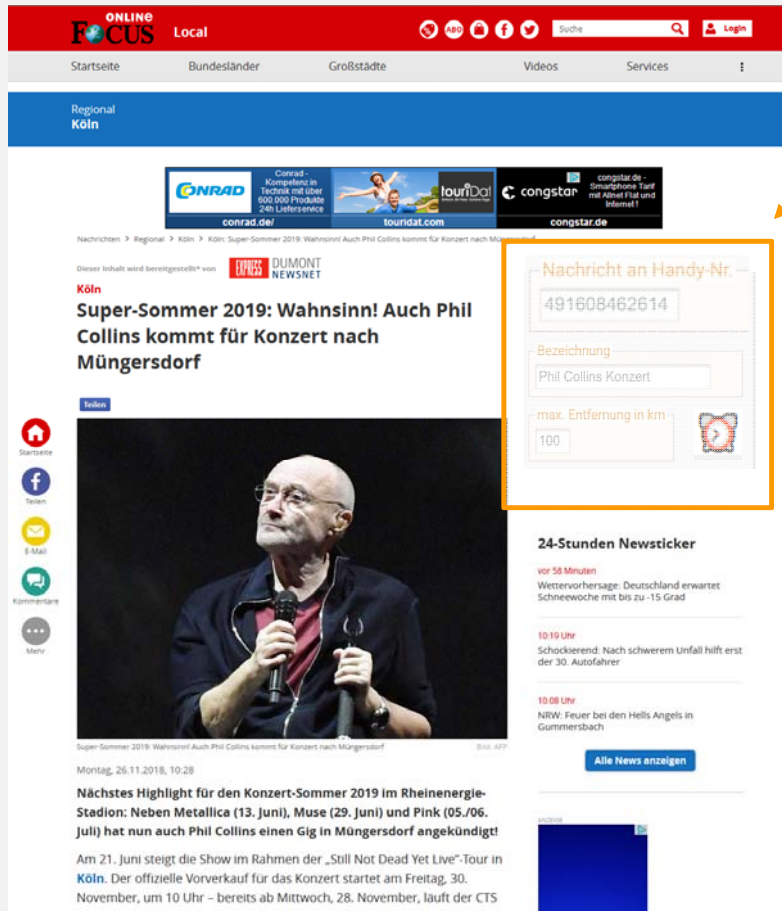 ONLINE
FOCUS
Local
ABO
Suche
Login
Startseite
Bundesländer
Großstädte
Videos
Services
Regional
Köln
CONRAD
Conrad -
Kompetenz in
Technik mit über
600.000 Produkte
24h Lieferservice
conrad.de/
touriDat
touridat.com
congstar
congstar.de -
Smartphone Tarif
mit Allnet Flat und
Internet !
congstar.de
Nachrichten > Regional > Köln > Köln: Super-Sommer 2019: Wahnsinn! Auch Phil Collins kommt für Konzert nach Müngersdorf
Dieser Inhalt wird bereitgestellt* von
EXPRESS
DUMONT
NEWSNET
Köln
Super-Sommer 2019: Wahnsinn! Auch Phil
Collins kommt für Konzert nach
Müngersdorf
Teilen
Nachricht an Handy-Nr.
491608462614
Bezeichnung
Phil Collins Konzert
max. Entfernung in km
100
Startseite
Teilen
E-Mail
Kommentare
Mehr
Super-Sommer 2019: Wahnsinn! Auch Phil Collins kommt für Konzert nach Müngersdorf
Bild: AFP
Montag, 26.11.2018, 10:28
Nächstes Highlight für den Konzert-Sommer 2019 im Rheinenergie-
Stadion: Neben Metallica (13. Juni), Muse (29. Juni) und Pink (05./06.
Juli) hat nun auch Phil Collins einen Gig in Müngersdorf angekündigt!
Am 21. Juni steigt die Show im Rahmen der „Still Not Dead Yet Live"-Tour in
Köln. Der offizielle Vorverkauf für das Konzert startet am Freitag, 30.
November, um 10 Uhr – bereits ab Mittwoch, 28. November, läuft der CTS
24-Stunden Newsticker
vor 58 Minuten
Wettervorhersage: Deutschland erwartet
Schneewoche mit bis zu -15 Grad
10:19 Uhr
Schockierend: Nach schwerem Unfall hilft erst
der 30. Autofahrer
10:08 Uhr
NRW: Feuer bei den Hells Angels in
Gummersbach
Alle News anzeigen
ANZEIGE